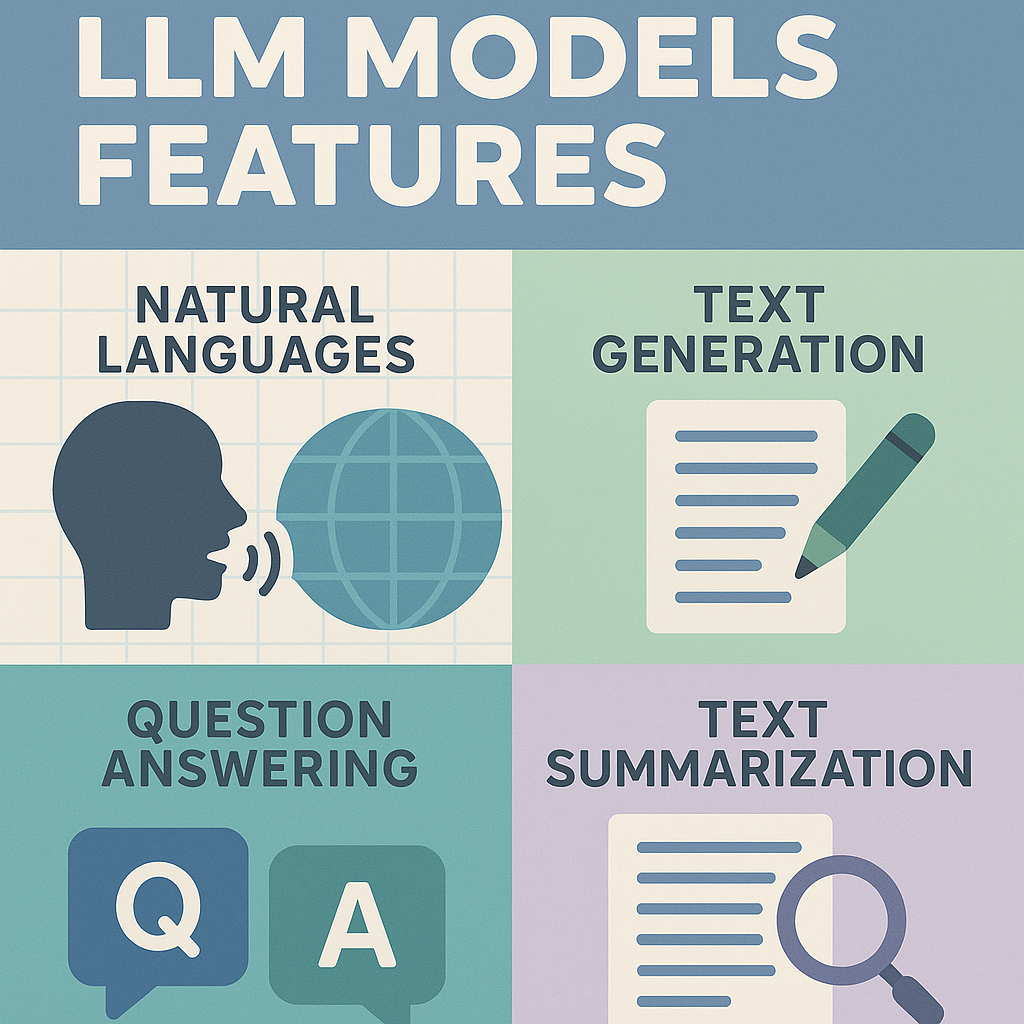 LLM MODELS
FEATURES
NATURAL
LANGUAGES
TEXT
GENERATION
QUESTION
ANSWERING
Q
A
TEXT
SUMMARIZATION